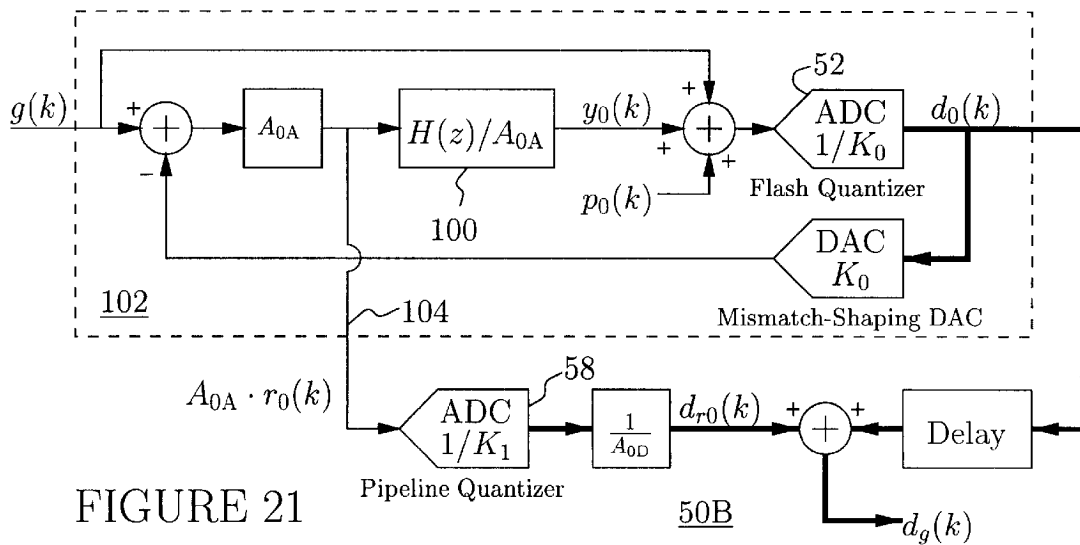 g(k)
+
+
−
A0A
H(z)/A0A
100
y0(k)
+
+
+
+
p0(k)
52
ADC
1/K0
d0(k)
Flash Quantizer
DAC
K0
Mismatch-Shaping DAC
102
104
A0A · r0(k)
58
ADC
1/K1
Pipeline Quantizer
1
A0D
dr0(k)
+
+
+
Delay
FIGURE 21
50B
dg(k)